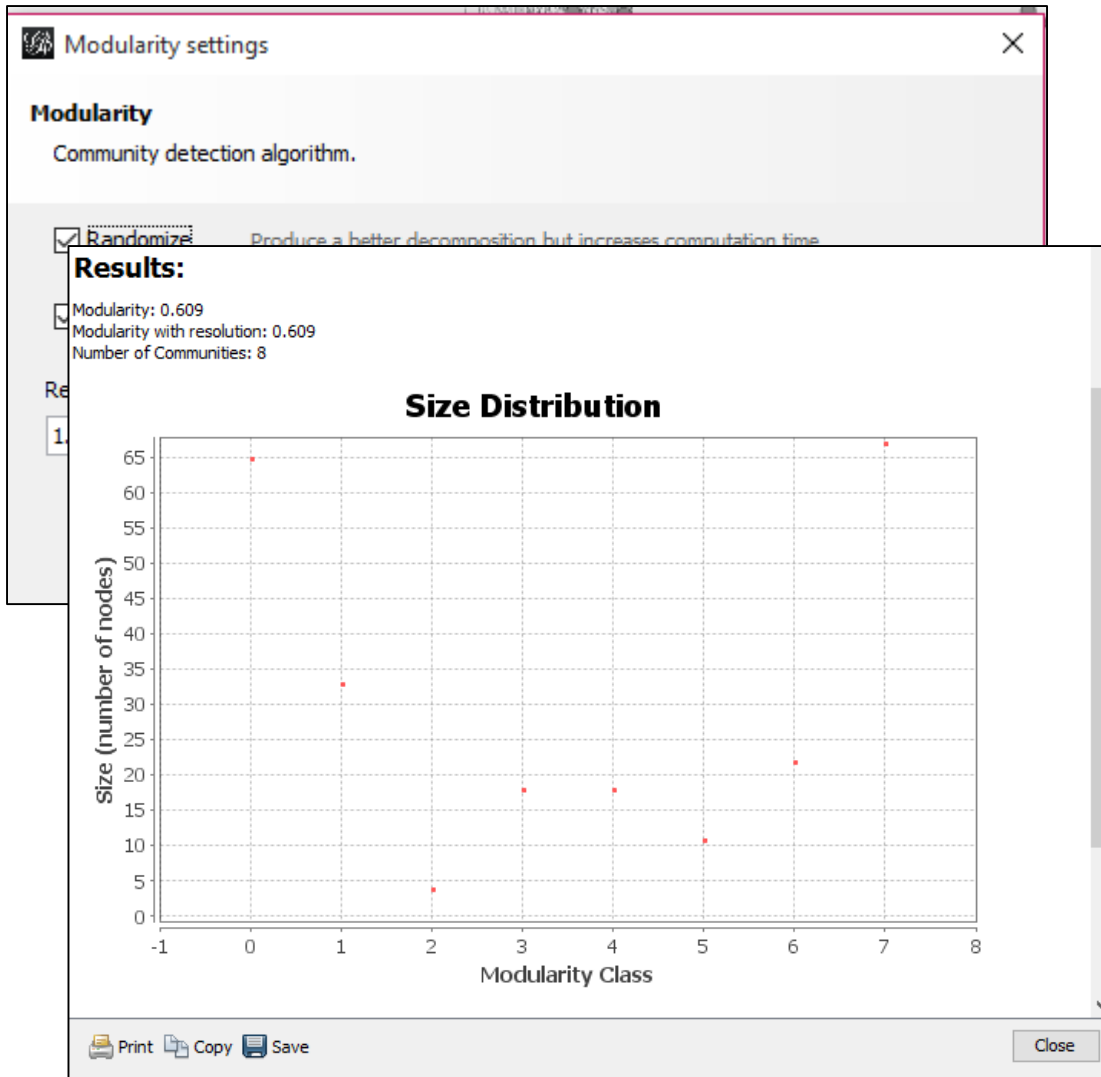 Modularity settings
Modularity
Community detection algorithm.
Randomize Produce a better decomposition but increases computation time
Results:
Modularity: 0.609
Modularity with resolution: 0.609
Number of Communities: 8
Re
1.
Size Distribution
65
60
55
50
45
40
35
30
25
20
15
10
5
0
Size (number of nodes)
-1 0 1 2 3 4 5 6 7 8
Modularity Class
Print Copy Save Close